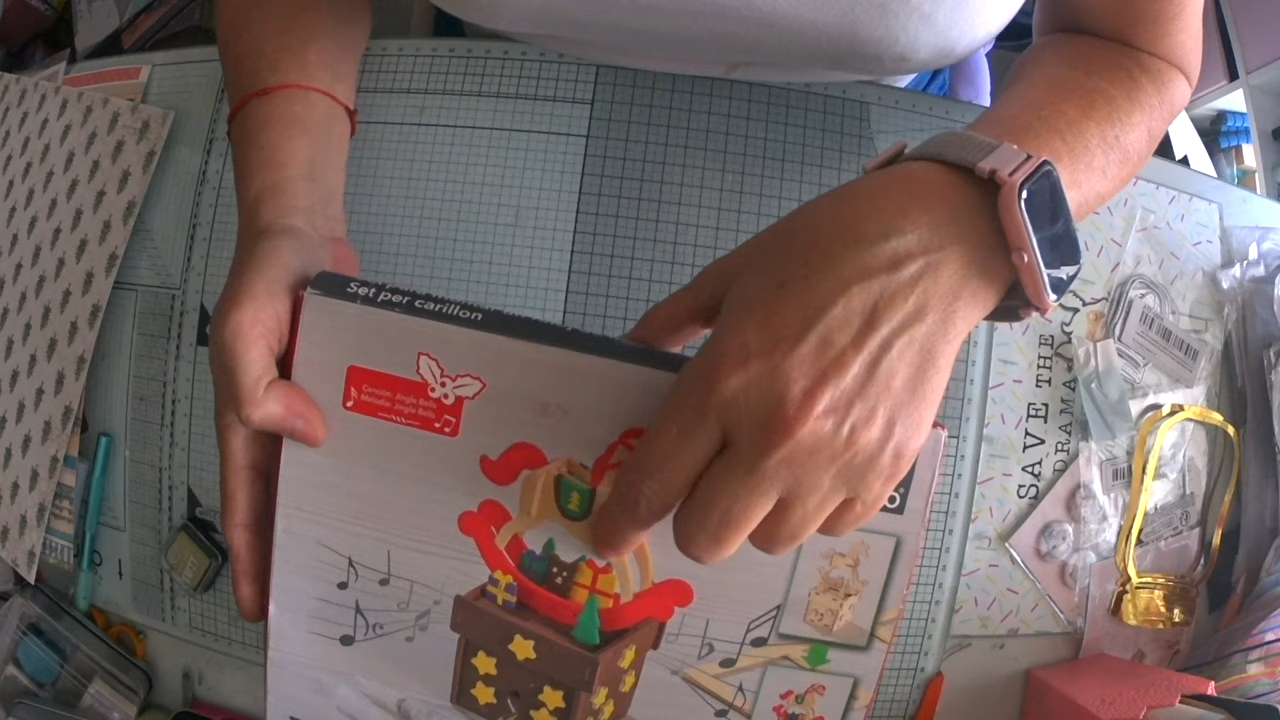 Set per carillon
Canción: Jingle Bells
Melodia: Jingle Bells
SAVE THE
DRAMA